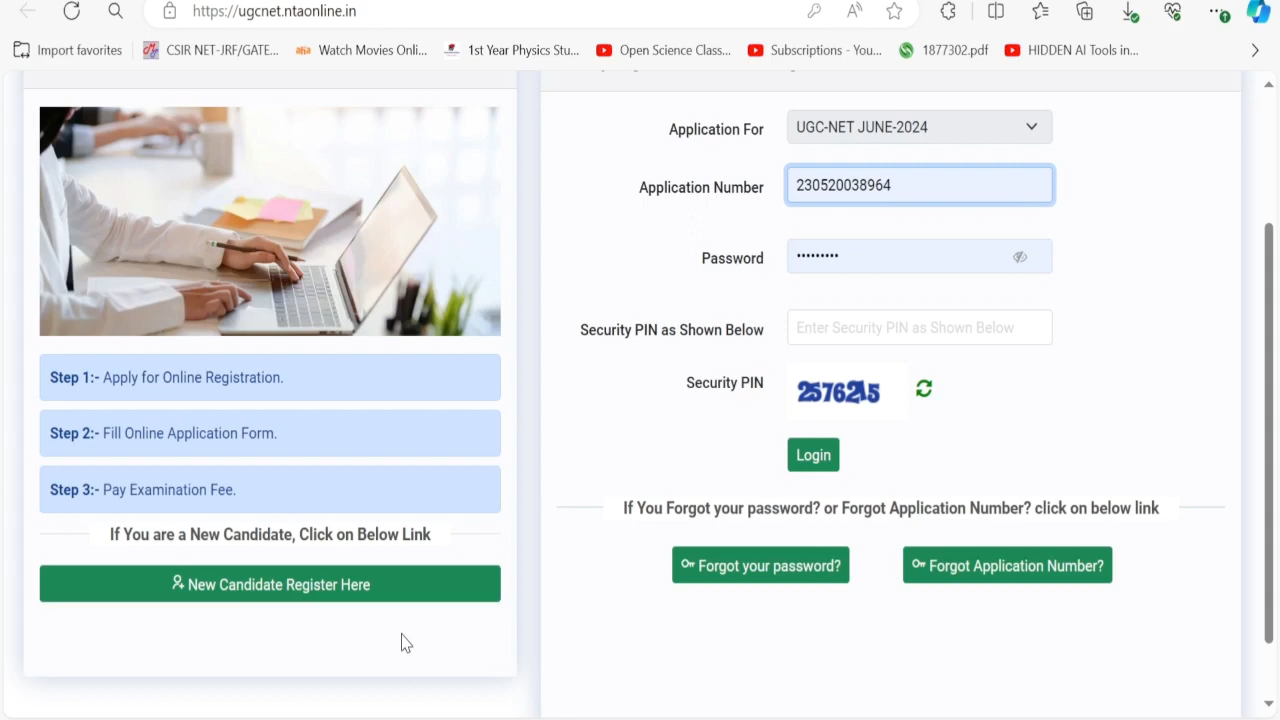 https://ugcnet.ntaonline.in
Import favorites
CSIR NET-JRF/GATE...
Watch Movies Onli...
1st Year Physics Stu...
Open Science Class...
Subscriptions - You...
1877302.pdf
HIDDEN AI Tools in...
Application For
UGC-NET JUNE-2024
Application Number
230520038964
Password
•••••••••
Security PIN as Shown Below
Enter Security PIN as Shown Below
Security PIN
Login
If You Forgot your password? or Forgot Application Number? click on below link
Forgot your password?
Forgot Application Number?
Step 1:- Apply for Online Registration.
Step 2:- Fill Online Application Form.
Step 3:- Pay Examination Fee.
If You are a New Candidate, Click on Below Link
New Candidate Register Here